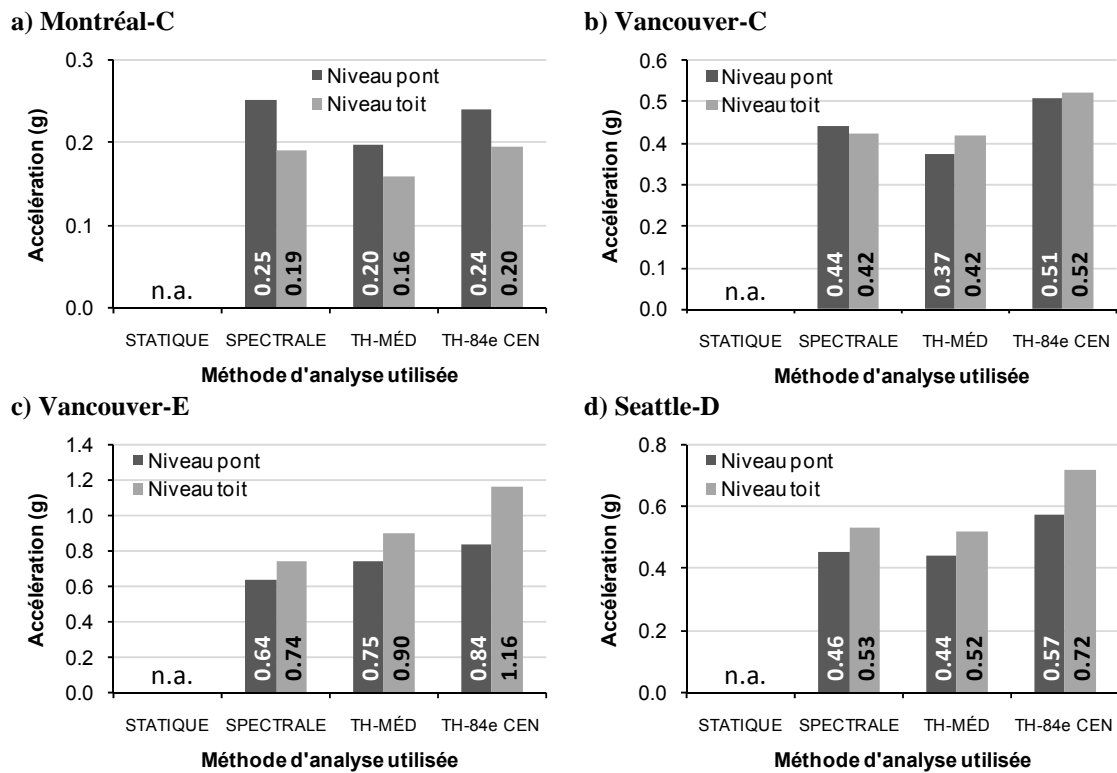 a) Montréal-C
0.3
0.2
0.1
0.0
Accélération (g)
Niveau pont
Niveau toit
n.a.
0.25
0.19
0.20
0.16
0.24
0.20
STATIQUE SPECTRALE TH-MÉD TH-84e CEN
Méthode d'analyse utilisée
b) Vancouver-C
0.6
0.5
0.4
0.3
0.2
0.1
0.0
Accélération (g)
Niveau pont
Niveau toit
n.a.
0.44
0.42
0.37
0.42
0.51
0.52
STATIQUE SPECTRALE TH-MÉD TH-84e CEN
Méthode d'analyse utilisée
c) Vancouver-E
1.4
1.2
1.0
0.8
0.6
0.4
0.2
0.0
Accélération (g)
Niveau pont
Niveau toit
n.a.
0.64
0.74
0.75
0.90
0.84
1.16
STATIQUE SPECTRALE TH-MÉD TH-84e CEN
Méthode d'analyse utilisée
d) Seattle-D
0.8
0.6
0.4
0.2
0.0
Accélération (g)
Niveau pont
Niveau toit
n.a.
0.46
0.53
0.44
0.52
0.57
0.72
STATIQUE SPECTRALE TH-MÉD TH-84e CEN
Méthode d'analyse utilisée